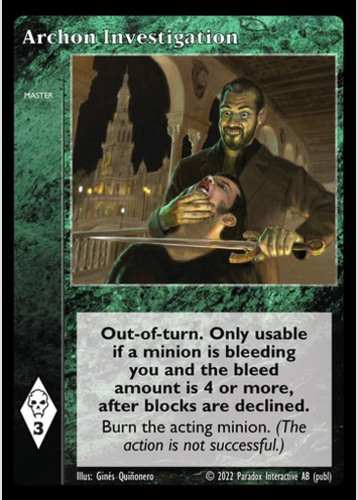 Archon Investigation
MASTER
Out-of-turn. Only usable
if a minion is bleeding
you and the bleed
amount is 4 or more,
after blocks are declined.
Burn the acting minion. (The
action is not successful.)
3
Illus: Ginés Quiñonero © 2022 Paradox Interactive AB (publ)